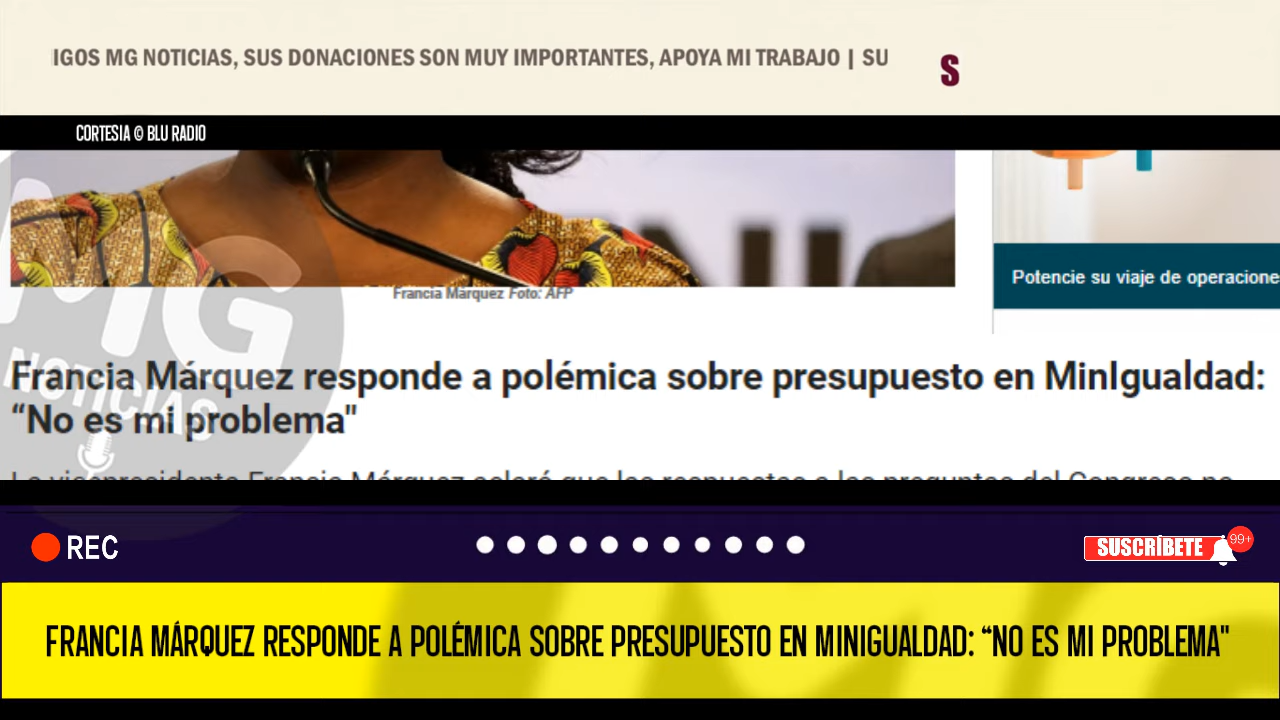 IGOS MG NOTICIAS, SUS DONACIONES SON MUY IMPORTANTES, APOYA MI TRABAJO | SU
S
CORTESIA © BLU RADIO
Potencie su viaje de operacione
Francia Márquez Foto: AFP
MG
NOTICIAS
Francia Márquez responde a polémica sobre presupuesto en MinIgualdad:
“No es mi problema"
REC
SUSCRÍBETE
99+
FRANCIA MÁRQUEZ RESPONDE A POLÉMICA SOBRE PRESUPUESTO EN MINIGUALDAD: “NO ES MI PROBLEMA"